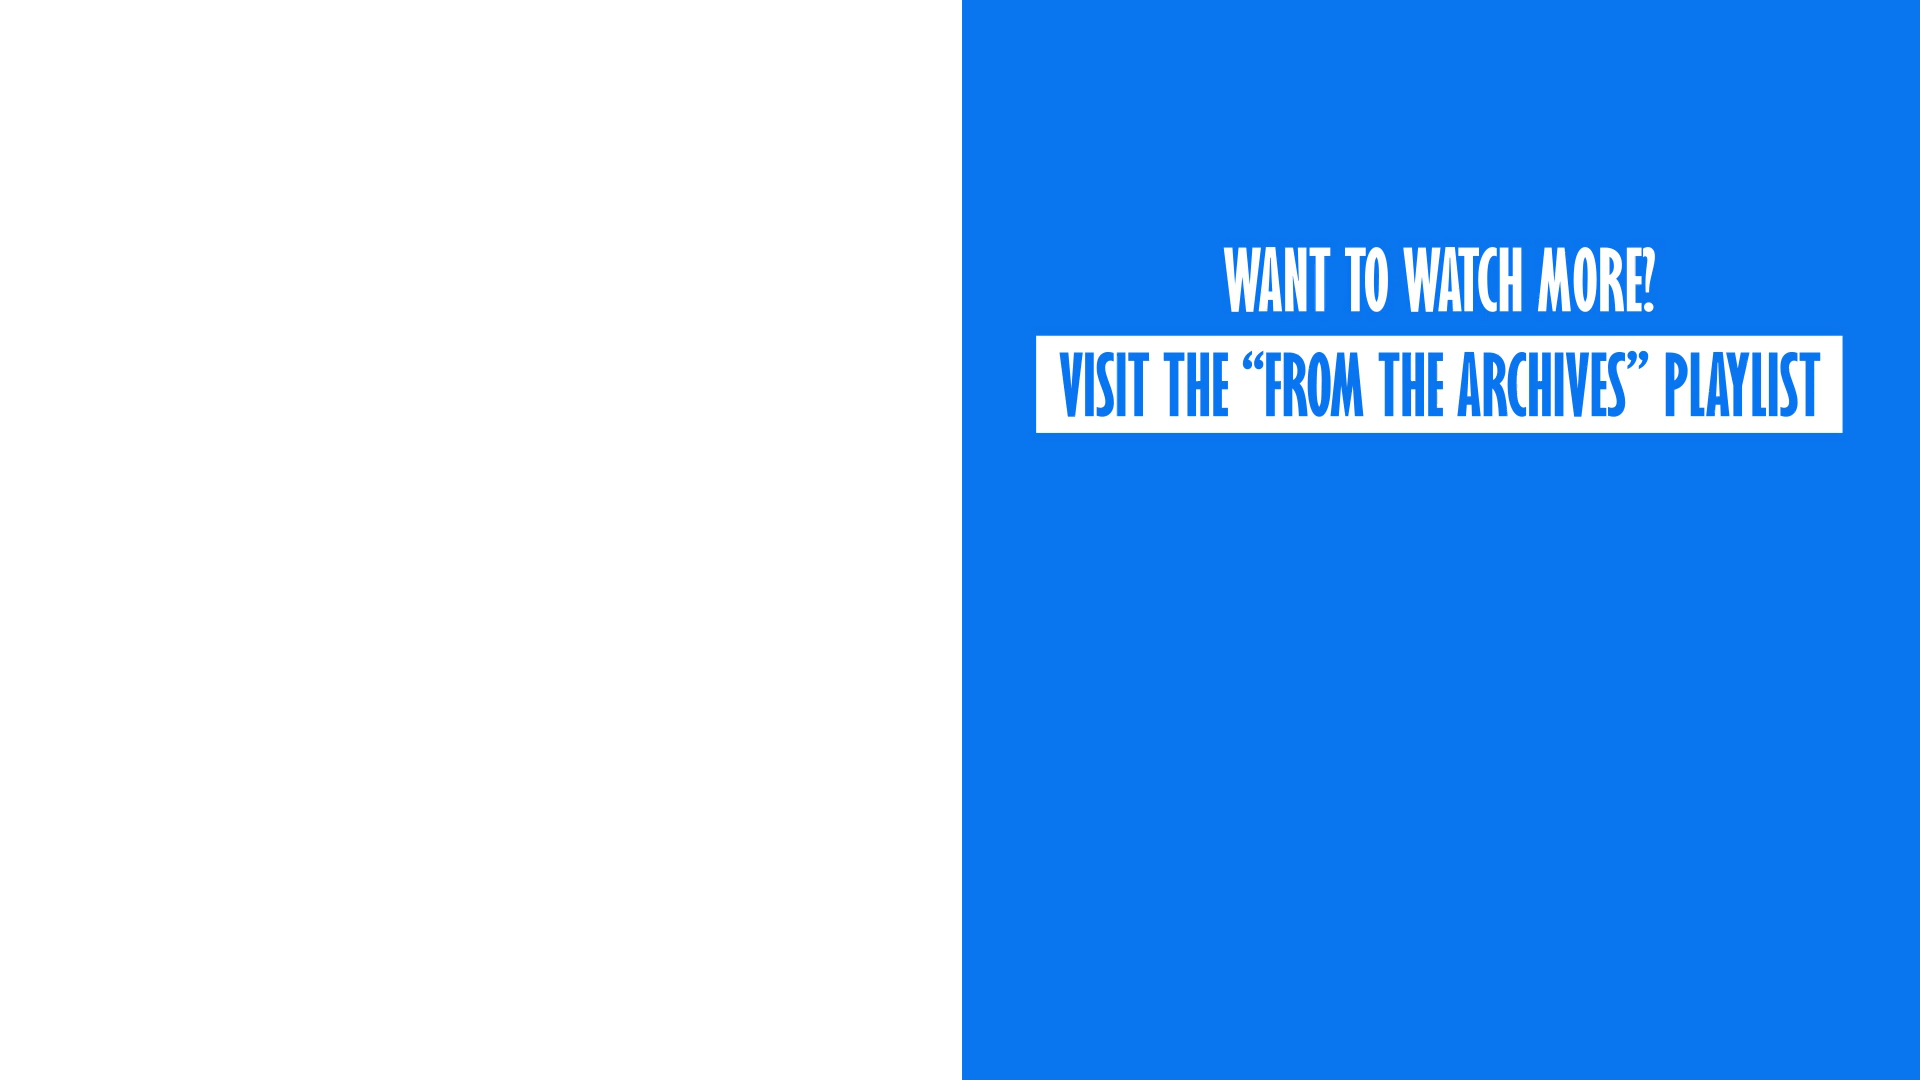 WANT TO WATCH MORE?
VISIT THE “FROM THE ARCHIVES” PLAYLIST